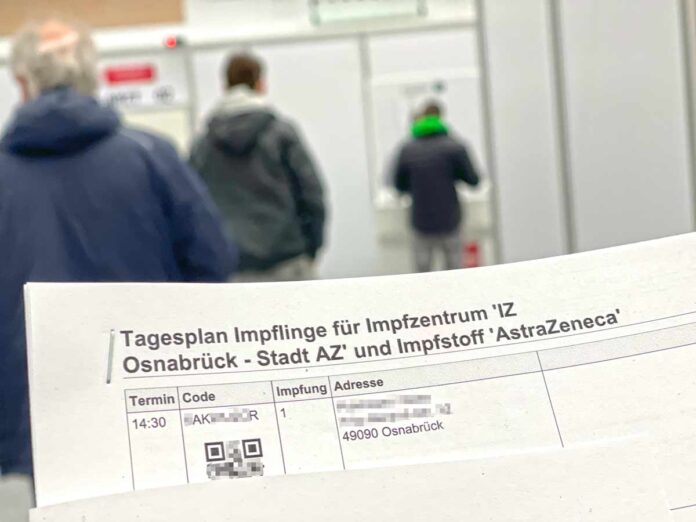 Tagesplan Impflinge für Impfzentrum 'IZ
Osnabrück - Stadt AZ' und Impfstoff 'AstraZeneca'
Termin Code Impfung Adresse
14:30 1
49090 Osnabrück